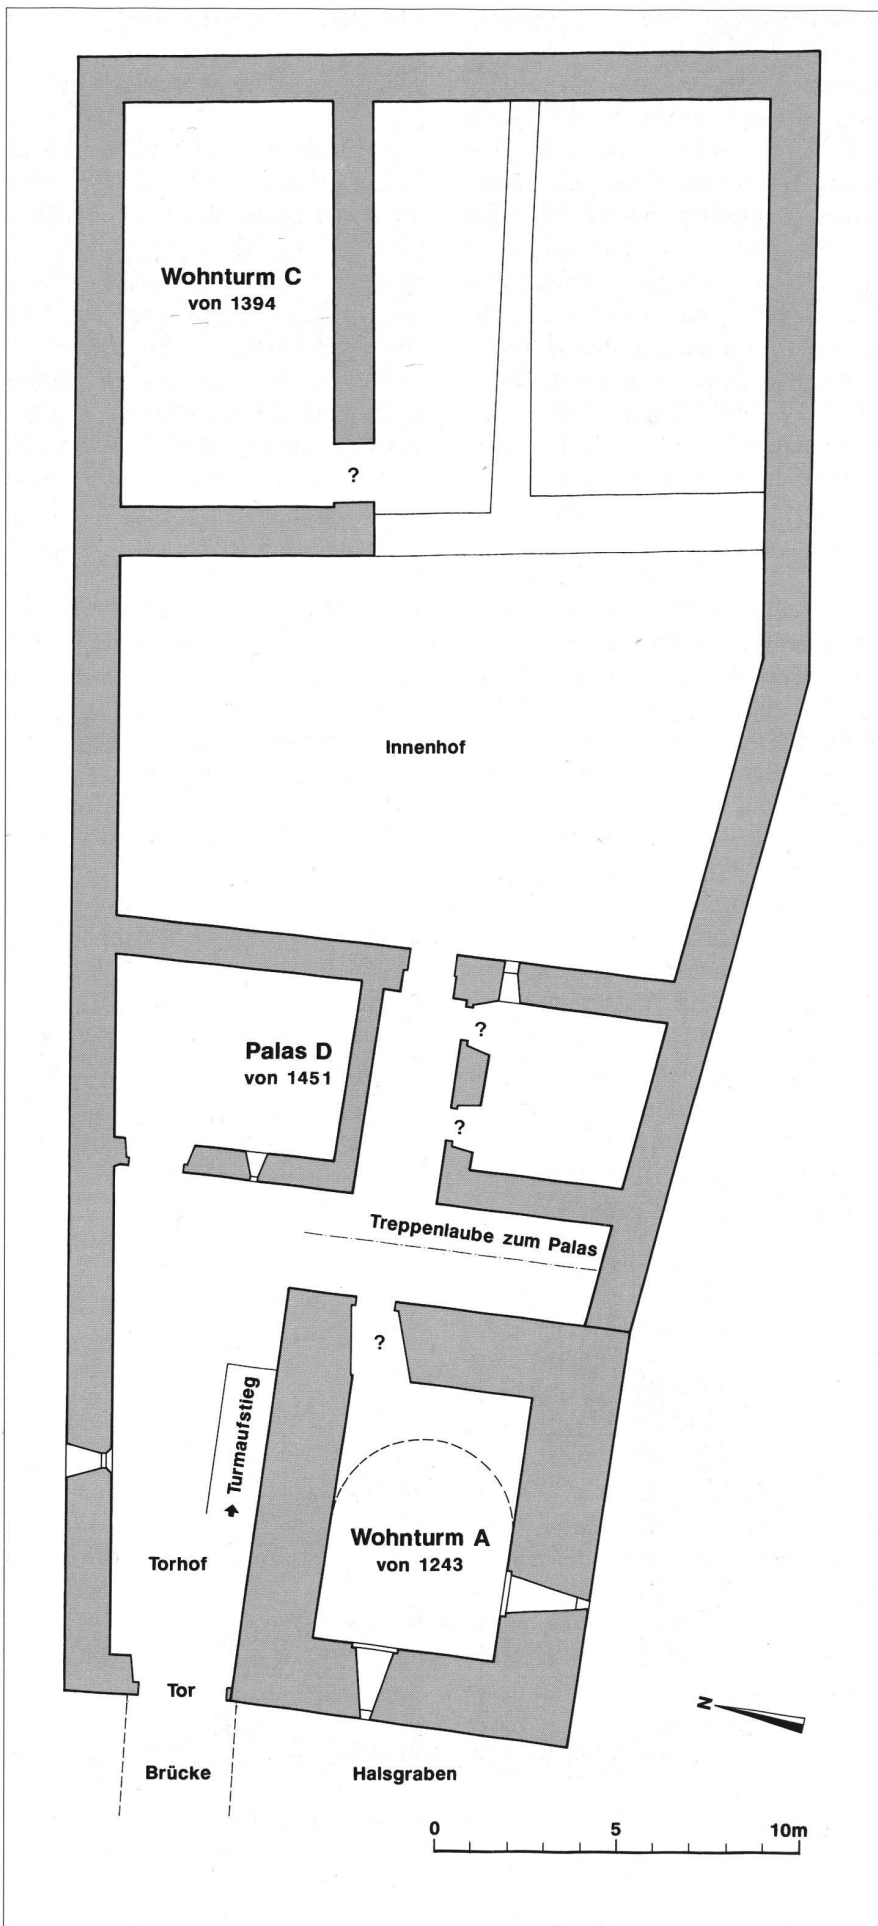 Wohnturm C
von 1394
?
Innenhof
?
Palas D
von 1451
?
Treppenlaube zum Palas
?
Turmaufstieg
Wohnturm A
von 1243
Torhof
Tor
N
Brücke
Halsgraben
0 5 10m